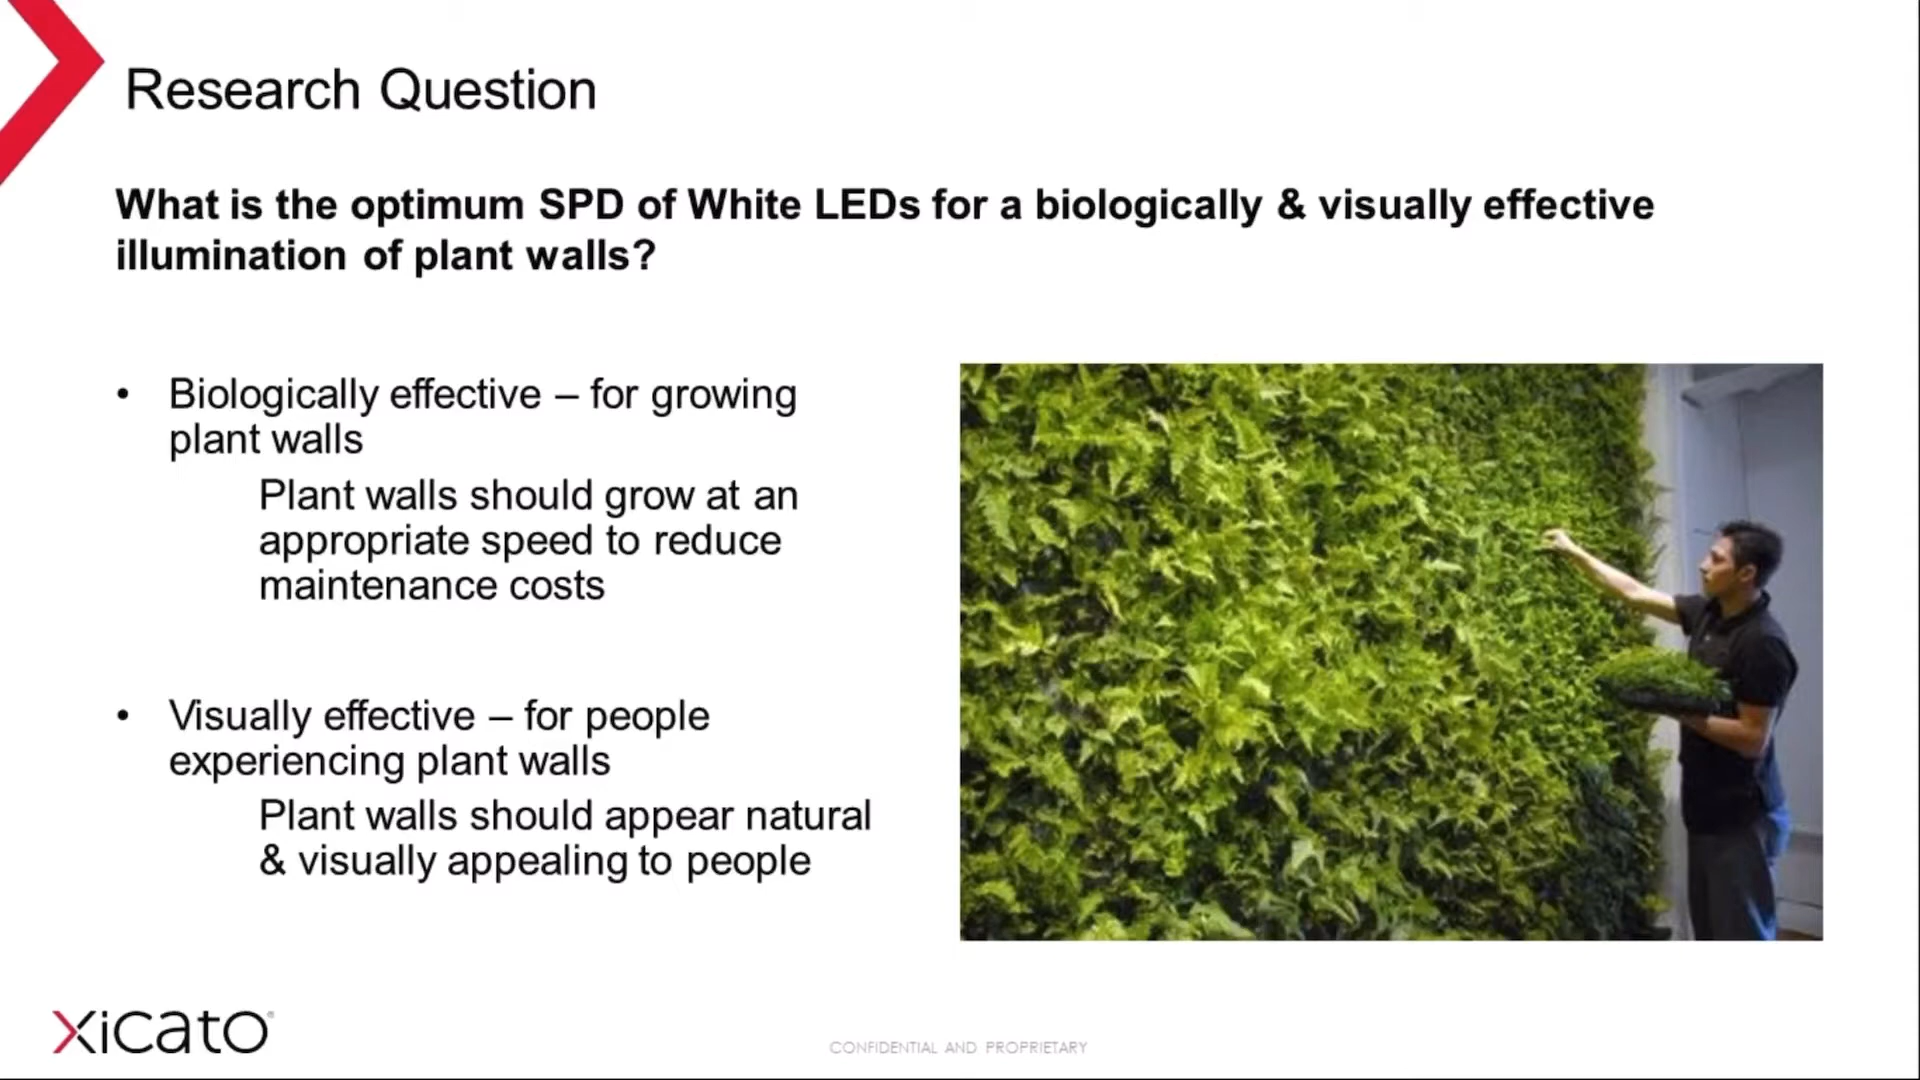 Research Question
What is the optimum SPD of White LEDs for a biologically & visually effective
illumination of plant walls?
• Biologically effective – for growing
plant walls
Plant walls should grow at an
appropriate speed to reduce
maintenance costs
• Visually effective – for people
experiencing plant walls
Plant walls should appear natural
& visually appealing to people
xicato®
CONFIDENTIAL AND PROPRIETARY